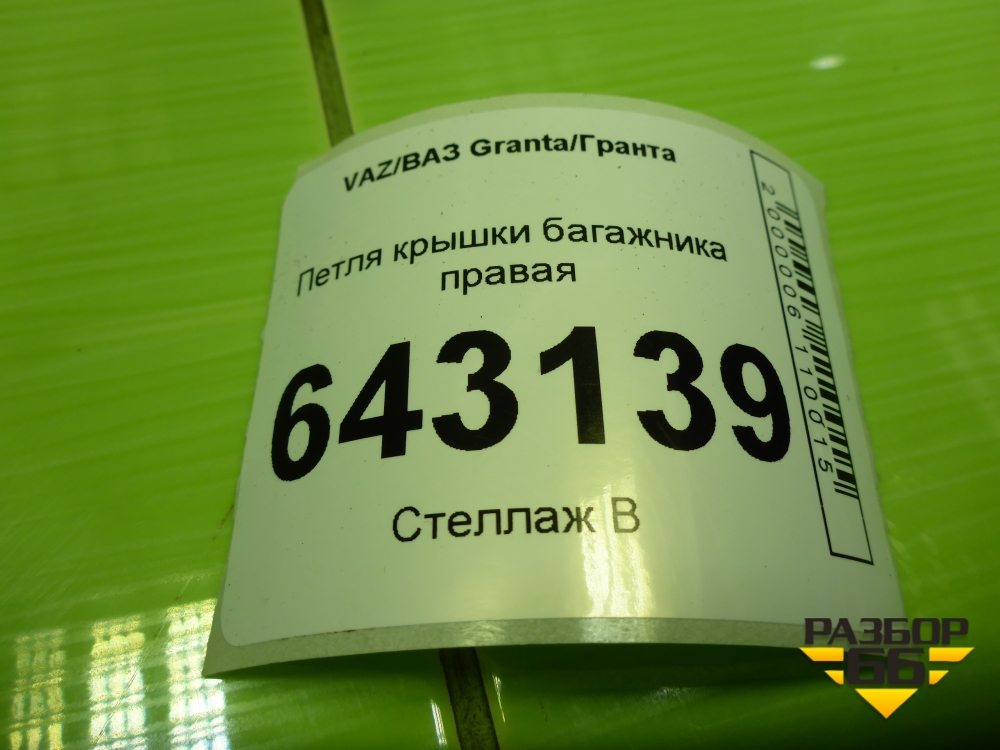 VAZ/ВАЗ Granta/Гранта
Петля крышки багажника
правая
643139
Стеллаж В
2000006110015
РАЗБОР
66